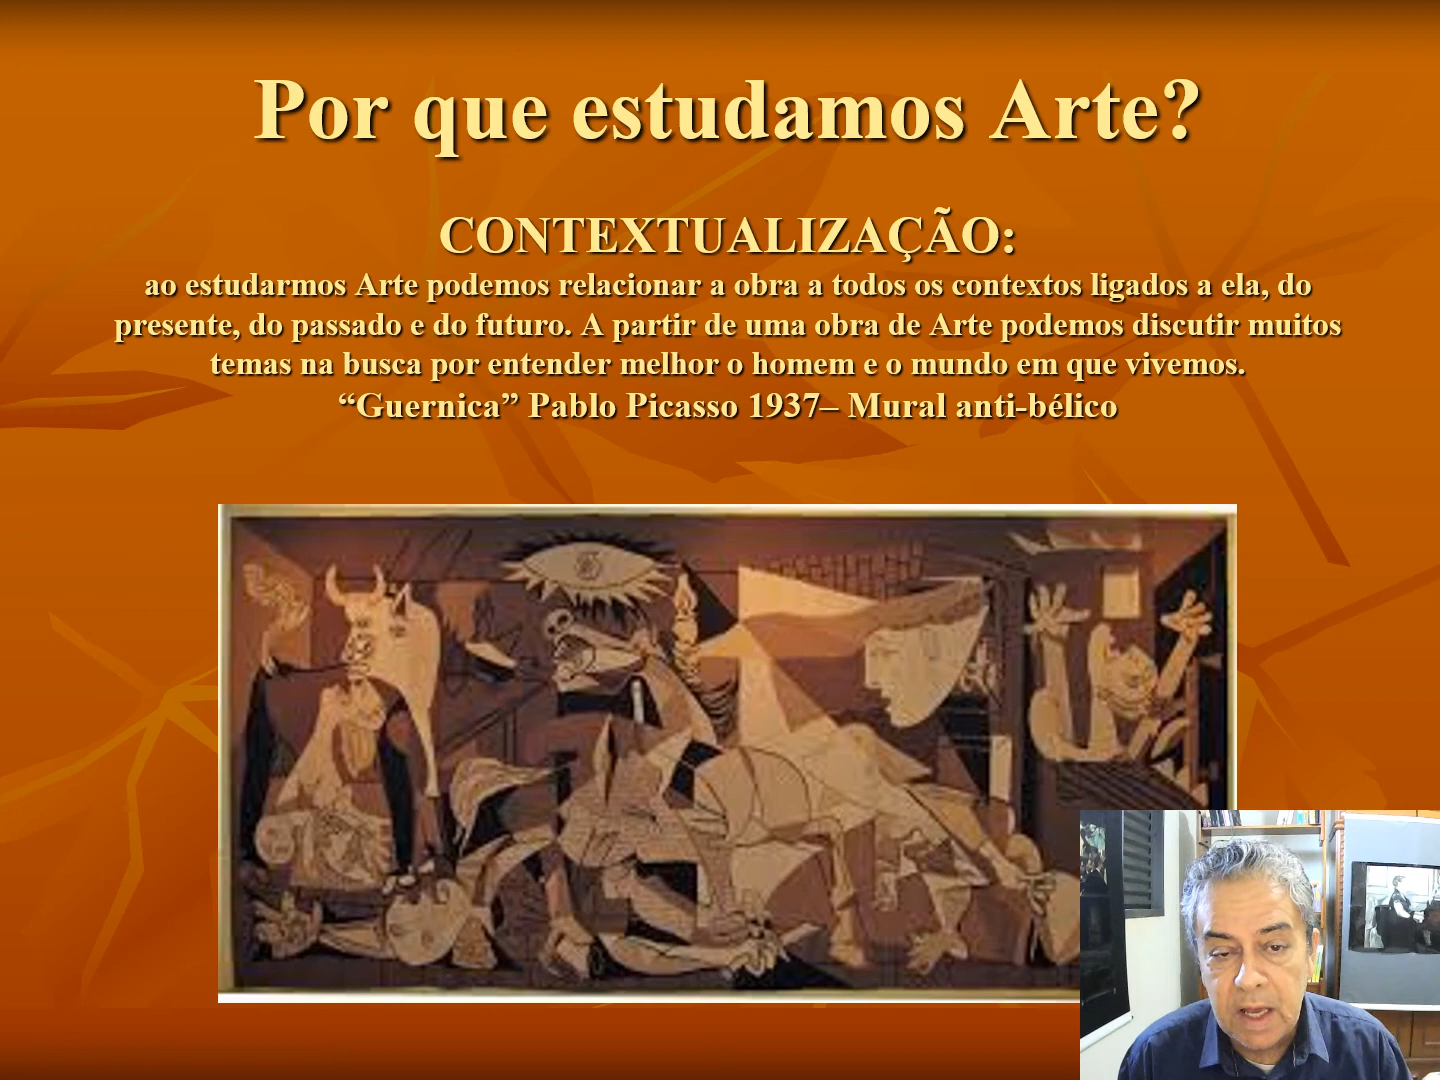 Por que estudamos Arte?
CONTEXTUALIZAÇÃO:
ao estudarmos Arte podemos relacionar a obra a todos os contextos ligados a ela, do
presente, do passado e do futuro. A partir de uma obra de Arte podemos discutir muitos
temas na busca por entender melhor o homem e o mundo em que vivemos.
“Guernica” Pablo Picasso 1937– Mural anti-bélico